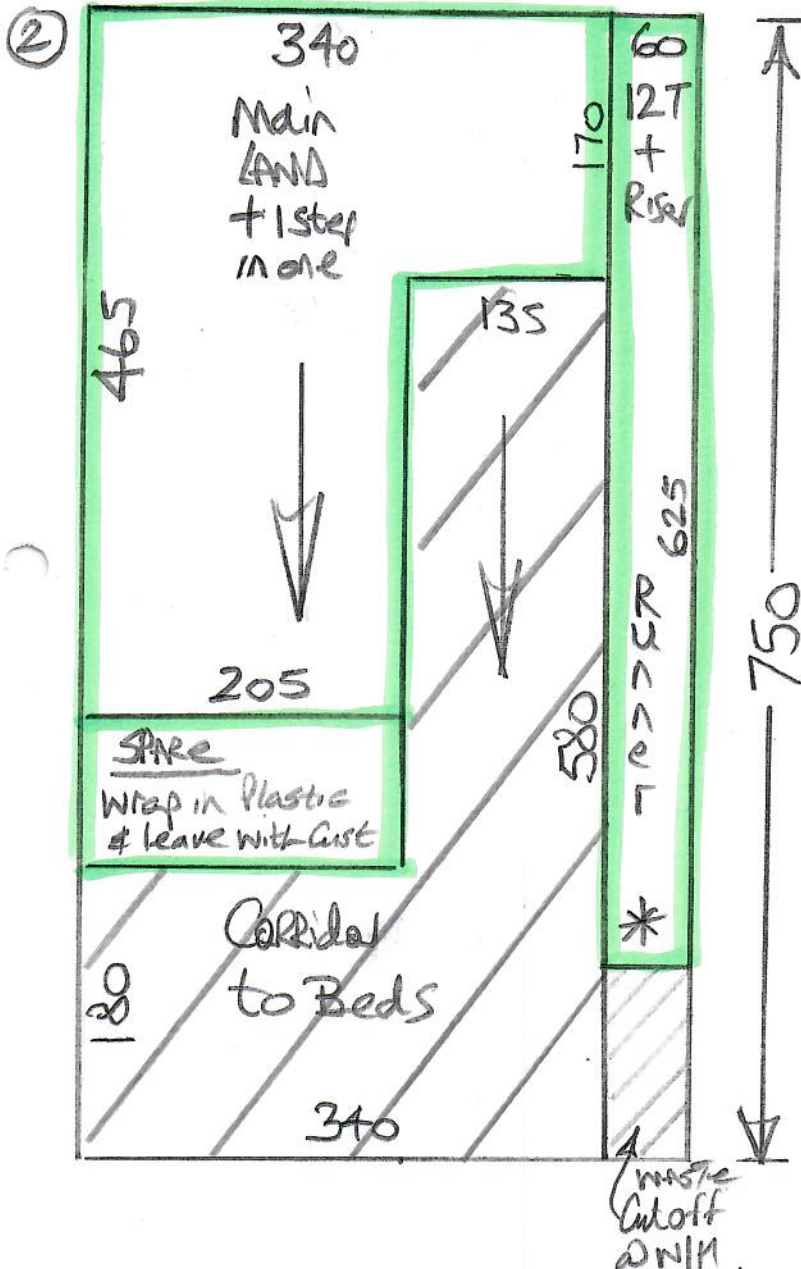 2
340
Main
LAND
+ 1 step
in one
465
170
60
12T
+
Riser
135
625
Runner
*
750
205
580
SPARE
Wrap in Plastic
& leave with Cust
Corridor
to Beds
180
340
waste
Cutoff
@ W/H